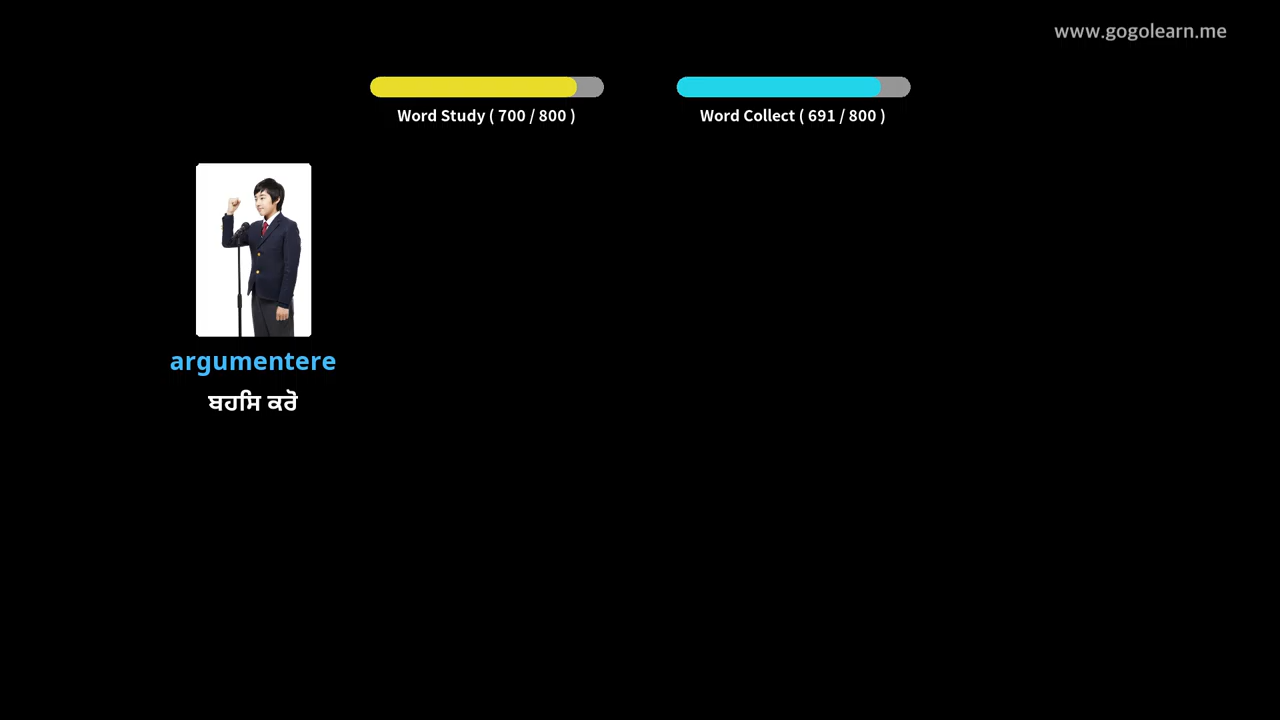 www.gogolearn.me
Word Study ( 700 / 800 )
Word Collect ( 691 / 800 )
argumentere
ਬਹਸਿ ਕਰੋ